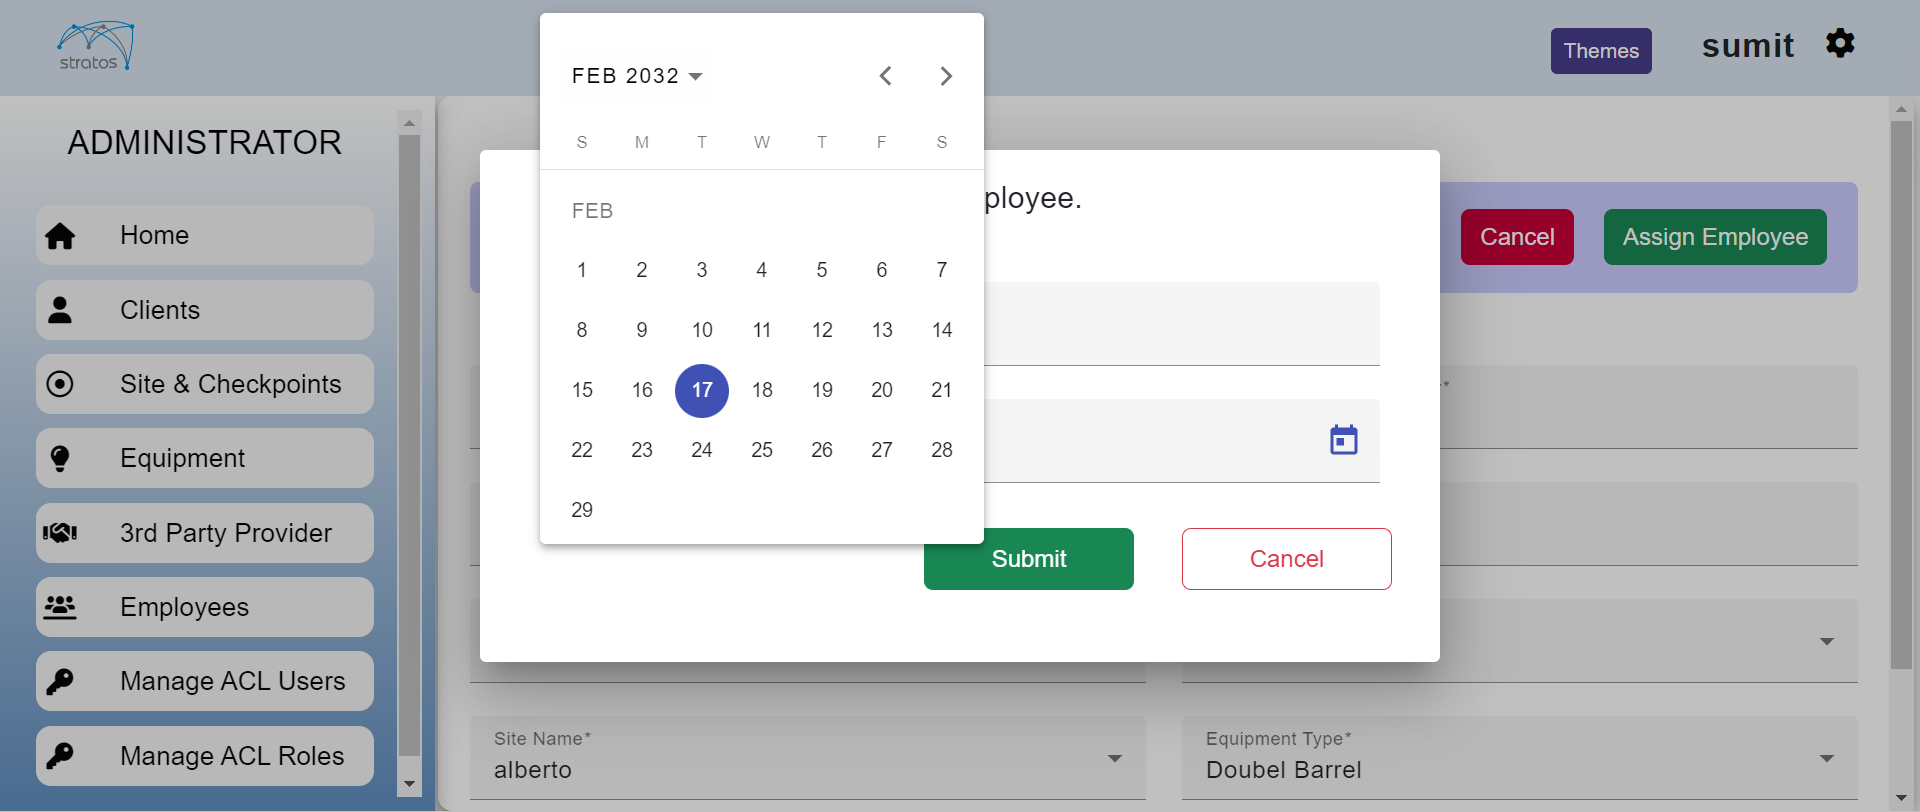 stratos
Themes
sumit
ADMINISTRATOR
Home
Clients
Site & Checkpoints
Equipment
3rd Party Provider
Employees
Manage ACL Users
Manage ACL Roles
FEB 2032
S M T W T F S
FEB
1 2 3 4 5 6 7
8 9 10 11 12 13 14
15 16 17 18 19 20 21
22 23 24 25 26 27 28
29
ployee.
Cancel
Assign Employee
*
Submit
Cancel
Site Name*
alberto
Equipment Type*
Doubel Barrel